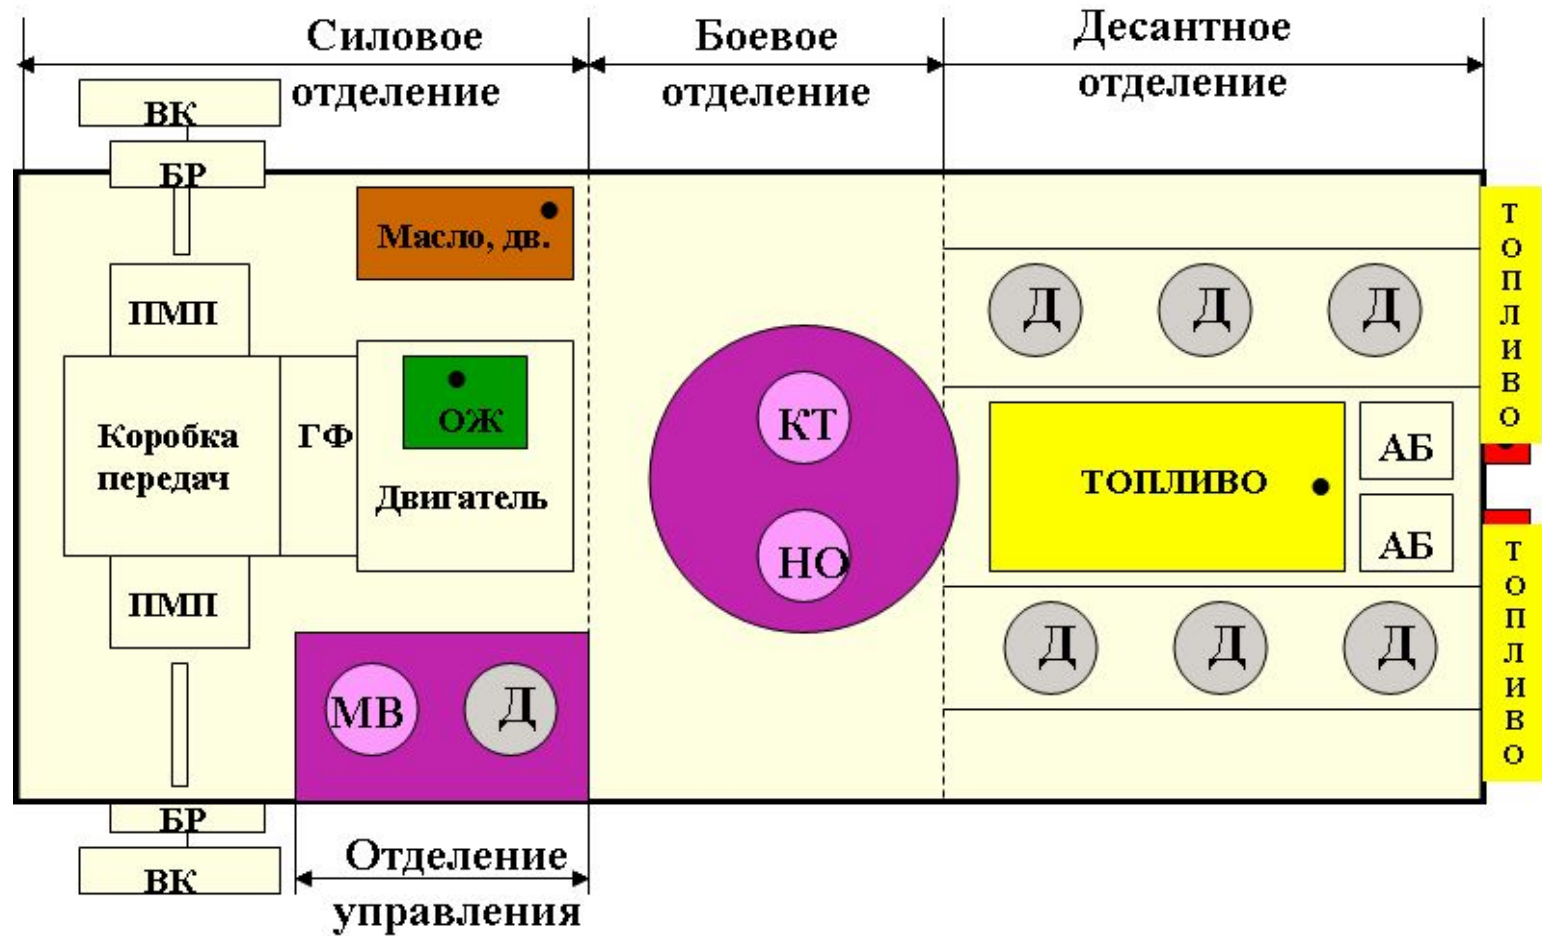 Силовое
отделение
Боевое
отделение
Десантное
отделение
ВК
БР
Масло, дв.
ПМП
Коробка
передач
ГФ
ОЖ
Двигатель
ПМП
МВ
Д
БР
ВК
Отделение
управления
КТ
НО
Д
Д
Д
ТОПЛИВО
АБ
АБ
Д
Д
Д
ТОПЛИВО
ТОПЛИВО